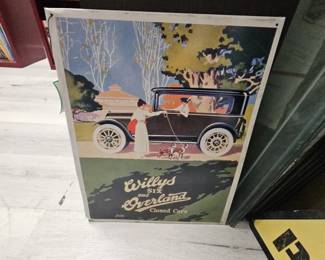 Willys
SIX
and
Overland
Closed Cars